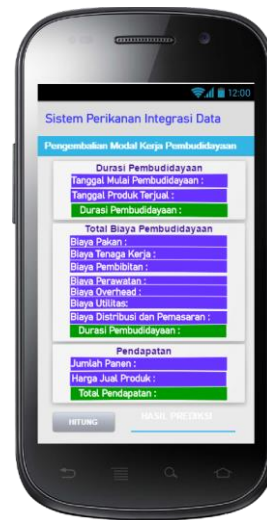 12:00
Sistem Perikanan Integrasi Data
Pengembalian Modal Kerja Pembudidayaan
Durasi Pembudidayaan
Tanggal Mulai Pembudidayaan :
Tanggal Produk Terjual :
Durasi Pembudidayaan :
Total Biaya Pembudidayaan
Biaya Pakan :
Biaya Tenaga Kerja :
Biaya Pembibitan :
Biaya Perawatan :
Biaya Overhead :
Biaya Utilitas:
Biaya Distribusi dan Pemasaran :
Durasi Pembudidayaan :
Pendapatan
Jumlah Panen :
Harga Jual Produk :
Total Pendapatan :
HITUNG
HASIL PREDIKSI